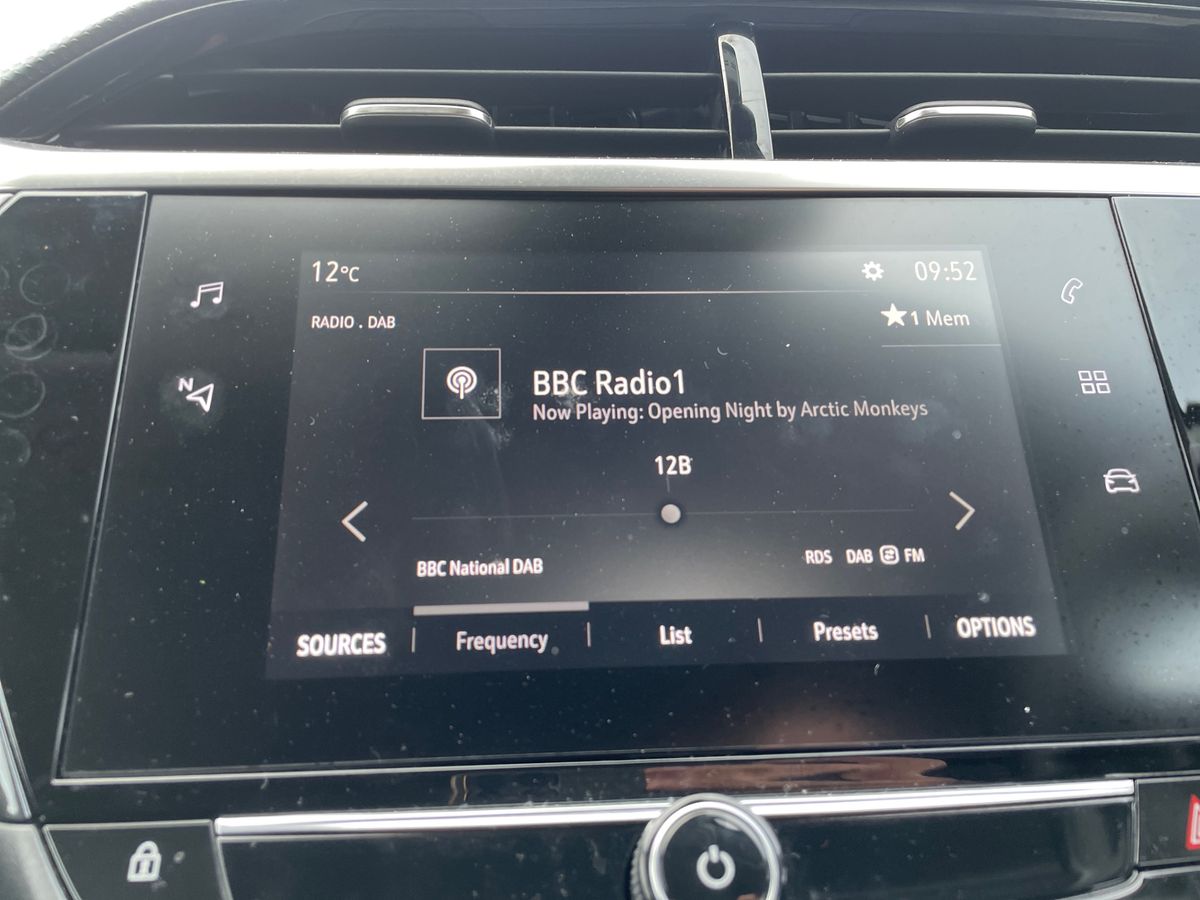 12°C
09:52
N
RADIO . DAB
1 Mem
BBC Radio1
Now Playing: Opening Night by Arctic Monkeys
12B
BBC National DAB
RDS DAB FM
SOURCES Frequency List Presets OPTIONS